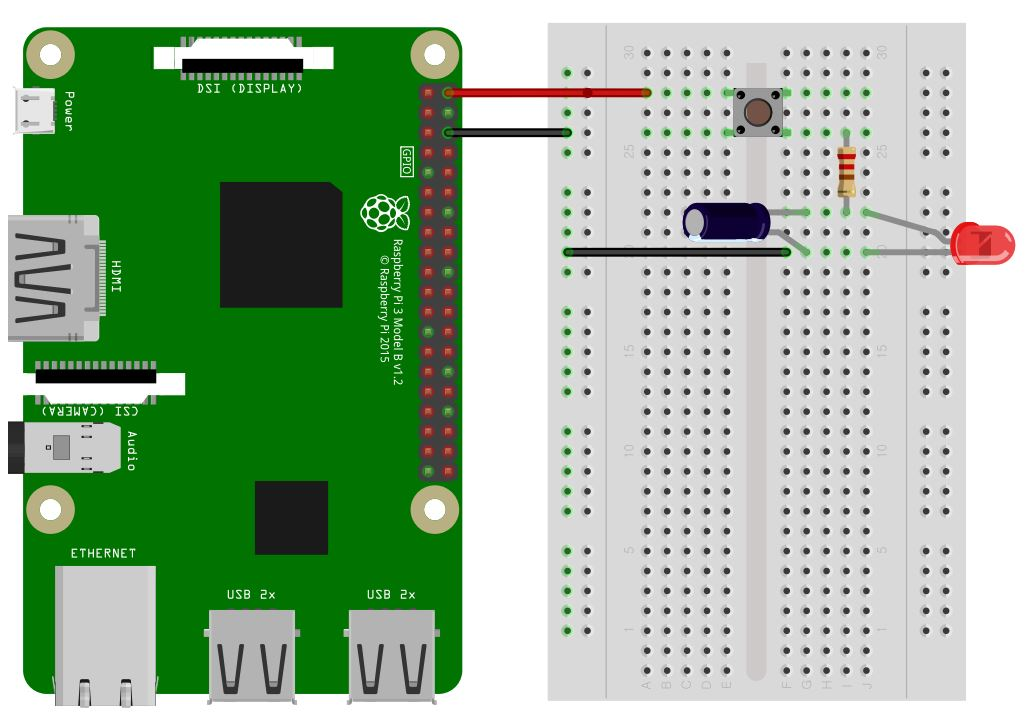 DSI (DISPLAY)
Power
GPIO
HDMI
Raspberry Pi 3 Model B v1.2
© Raspberry Pi 2015
CSI (CAMERA)
Audio
ETHERNET
USB 2x
USB 2x
30 30
25 25
20 20
15 15
10 10
5 5
1 1
A B C D E F G H I J